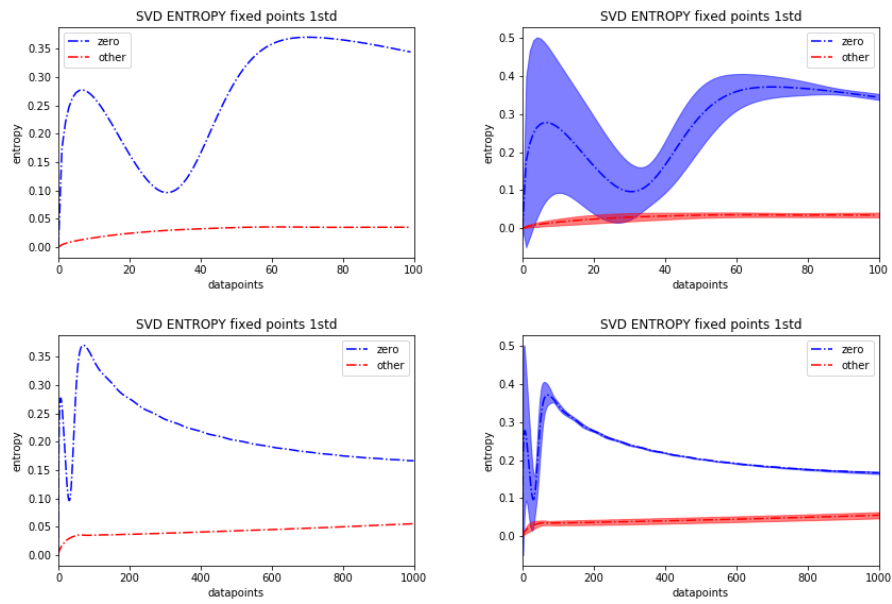 SVD ENTROPY fixed points 1std
zero
other
0.35
0.30
0.25
0.20
0.15
0.10
0.05
0.00
entropy
0 20 40 60 80 100
datapoints
SVD ENTROPY fixed points 1std
zero
other
0.5
0.4
0.3
0.2
0.1
0.0
entropy
0 20 40 60 80 100
datapoints
SVD ENTROPY fixed points 1std
zero
other
0.35
0.30
0.25
0.20
0.15
0.10
0.05
0.00
entropy
0 200 400 600 800 1000
datapoints
SVD ENTROPY fixed points 1std
zero
other
0.5
0.4
0.3
0.2
0.1
0.0
entropy
0 200 400 600 800 1000
datapoints